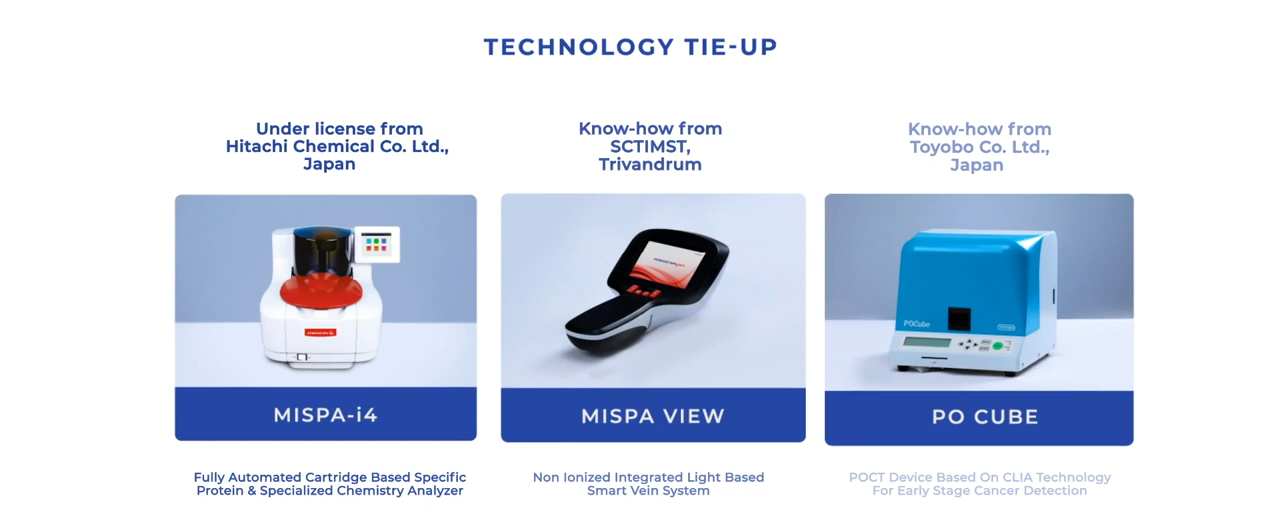 TECHNOLOGY TIE-UP
Under license from
Hitachi Chemical Co. Ltd.,
Japan
MISPA-i4
Fully Automated Cartridge Based Specific
Protein & Specialized Chemistry Analyzer
Know-how from
SCTIMST,
Trivandrum
MISPA VIEW
Non Ionized Integrated Light Based
Smart Vein System
Know-how from
Toyobo Co. Ltd.,
Japan
POCube
TOYOBO
PO CUBE
POCT Device Based On CLIA Technology
For Early Stage Cancer Detection